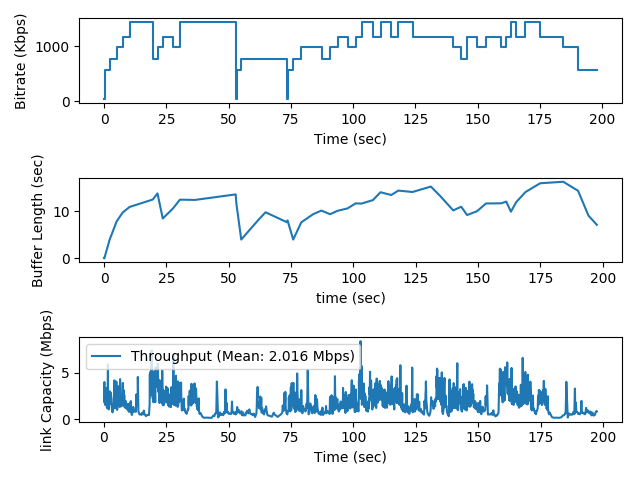 Bitrate (Kbps)
1000
0
0 25 50 75 100 125 150 175 200
Time (sec)
Buffer Length (sec)
10
0
0 25 50 75 100 125 150 175 200
time (sec)
link Capacity (Mbps)
Throughput (Mean: 2.016 Mbps)
5
0
0 25 50 75 100 125 150 175 200
Time (sec)